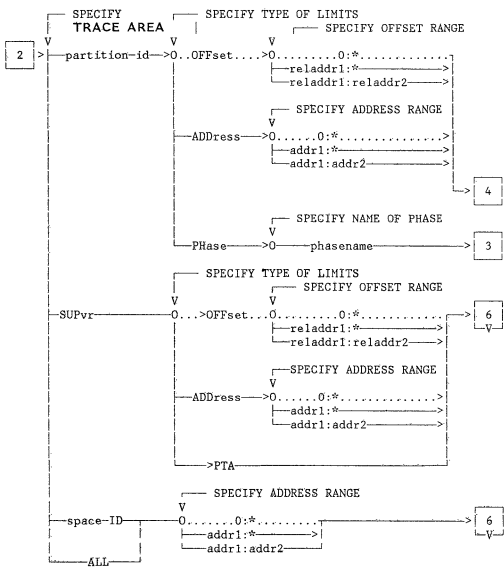 SPECIFY SPECIFY TYPE OF LIMITS
TRACE AREA SPECIFY OFFSET RANGE
2 > partition-id >O..OFFset....>O.........0:*.............
reladdr1:* >
reladdr1:reladdr2 >
SPECIFY ADDRESS RANGE
ADDress >O......0:*...............>
addr1:* >
addr1:addr2 >
> 4
SPECIFY NAME OF PHASE
PHase >O phasename > 3
SPECIFY TYPE OF LIMITS
SPECIFY OFFSET RANGE
SUPvr O...>OFFset...O.........0:*............ > 6
reladdr1:* > V
reladdr1:reladdr2 >
SPECIFY ADDRESS RANGE
ADDress >O......0:*...............>
addr1:* >
addr1:addr2 >
>PTA
SPECIFY ADDRESS RANGE
space-ID O.......0:*.......... > 6
addr1:* > V
addr1:addr2
ALL